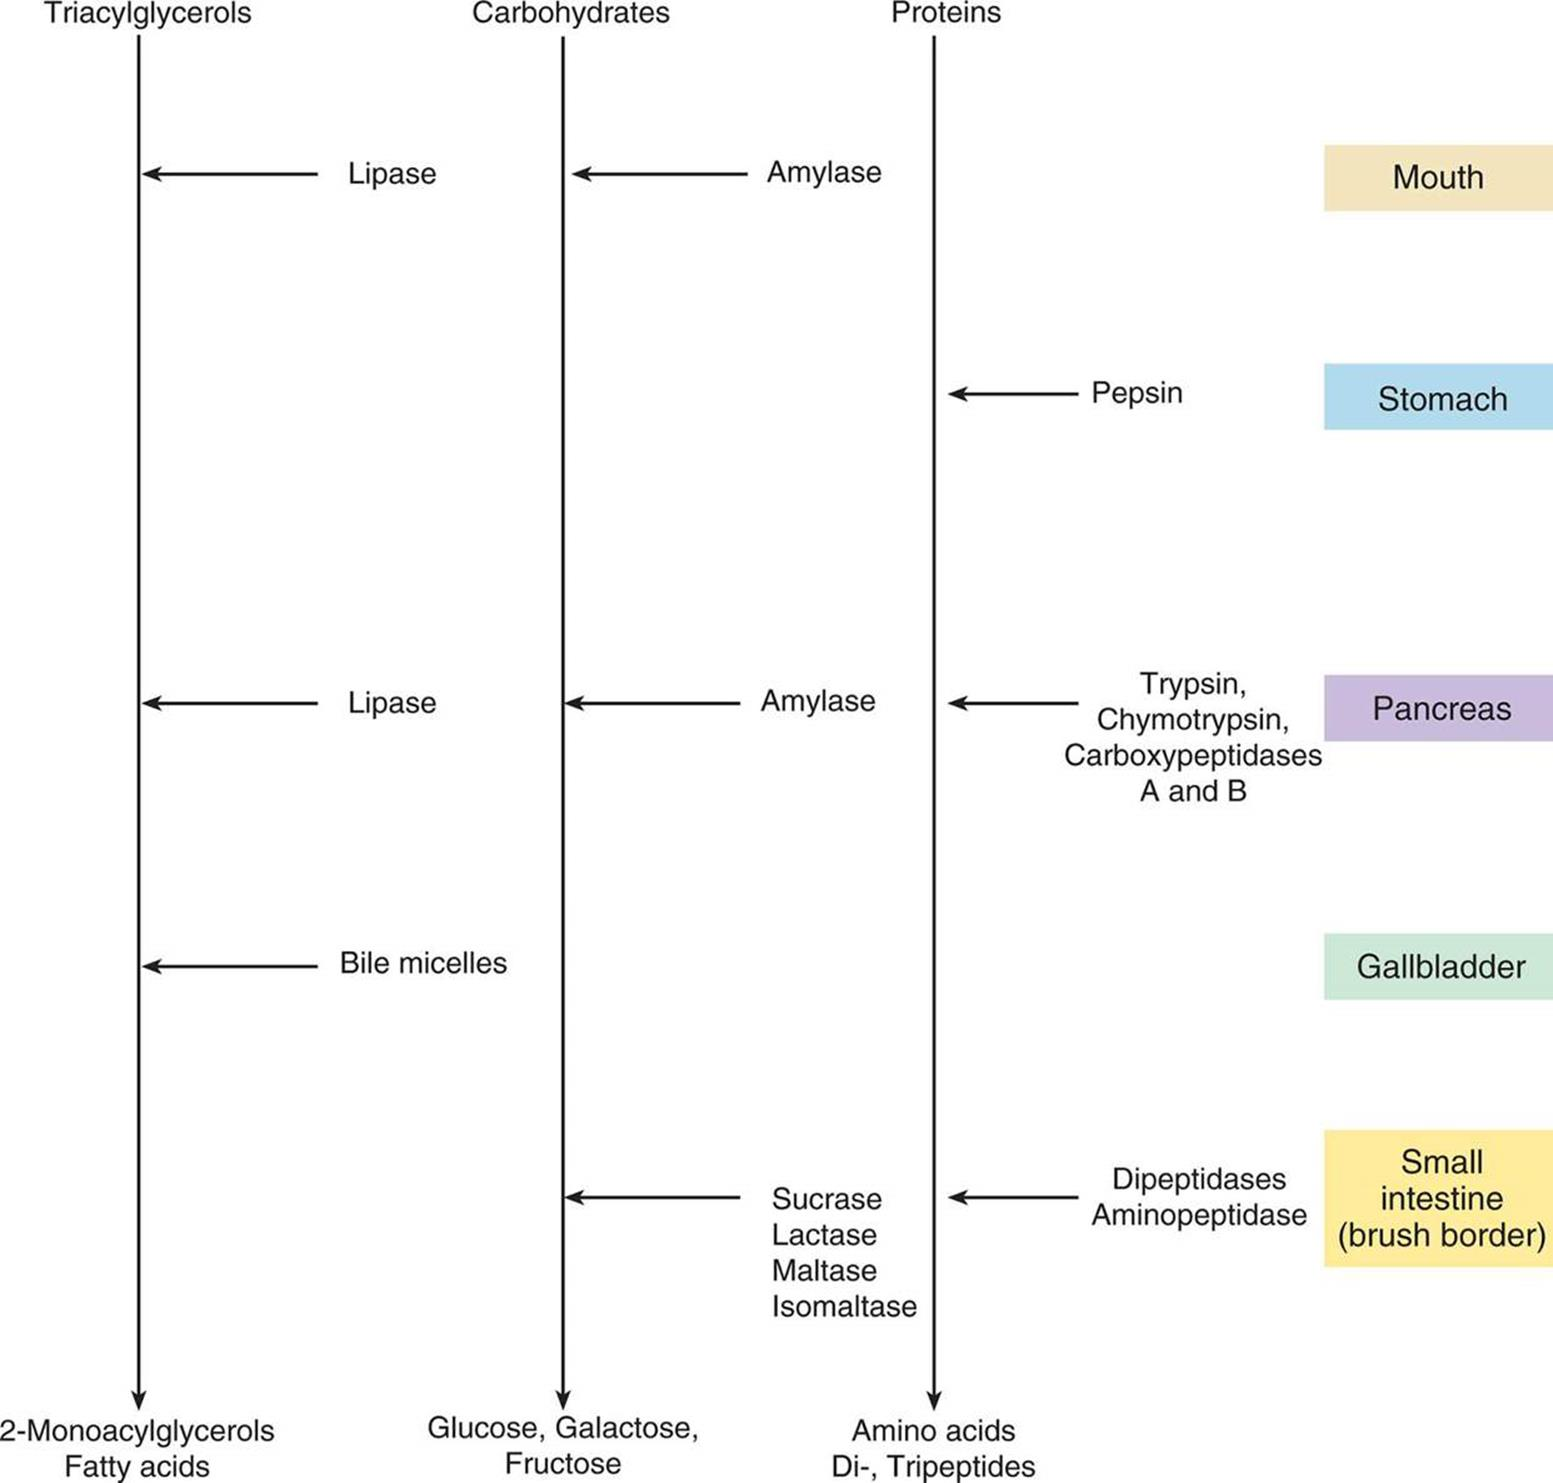 Triacylglycerols
Carbohydrates
Proteins
Lipase
Amylase
Mouth
Pepsin
Stomach
Lipase
Amylase
Trypsin,
Chymotrypsin,
Carboxypeptidases
A and B
Pancreas
Bile micelles
Gallbladder
Sucrase
Lactase
Maltase
Isomaltase
Dipeptidases
Aminopeptidase
Small
intestine
(brush border)
2-Monoacylglycerols
Fatty acids
Glucose, Galactose,
Fructose
Amino acids
Di-, Tripeptides